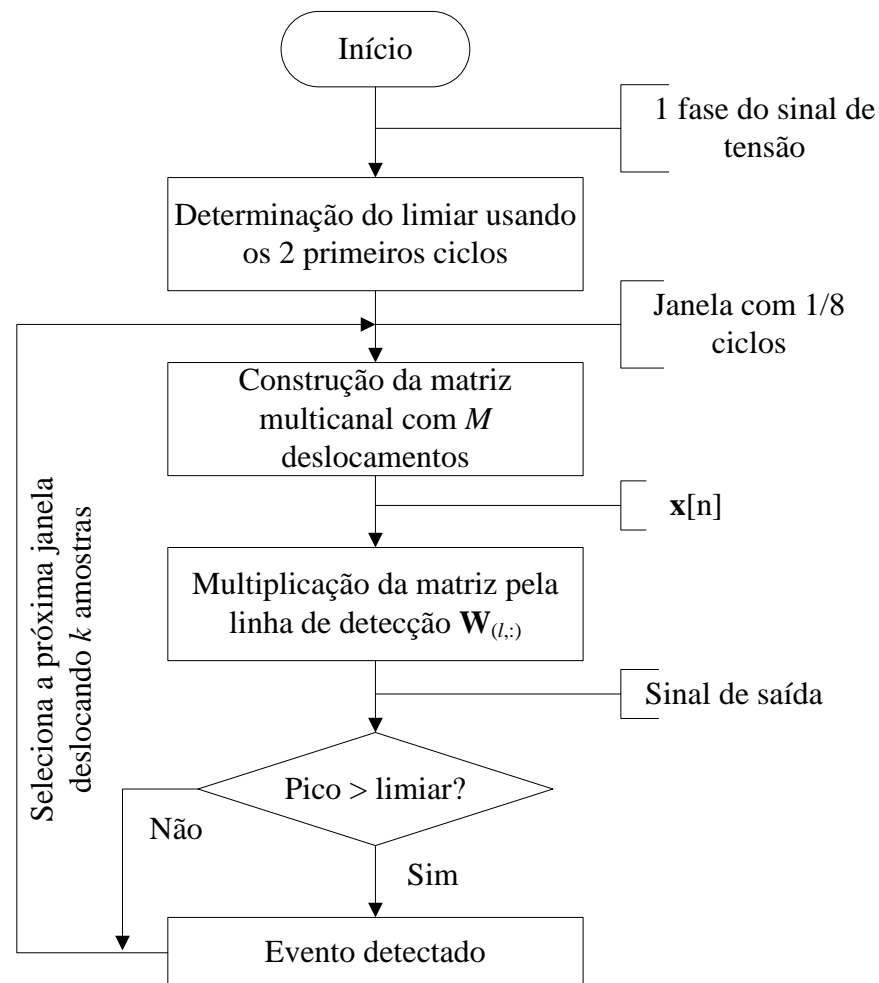 Início
1 fase do sinal de
tensão
Determinação do limiar usando
os 2 primeiros ciclos
Janela com 1/8
ciclos
Construção da matriz
multicanal com M
deslocamentos
x[n]
Multiplicação da matriz pela
linha de detecção W(l,:)
Sinal de saída
Pico > limiar?
Não
Sim
Evento detectado
Seleciona a próxima janela
deslocando k amostras